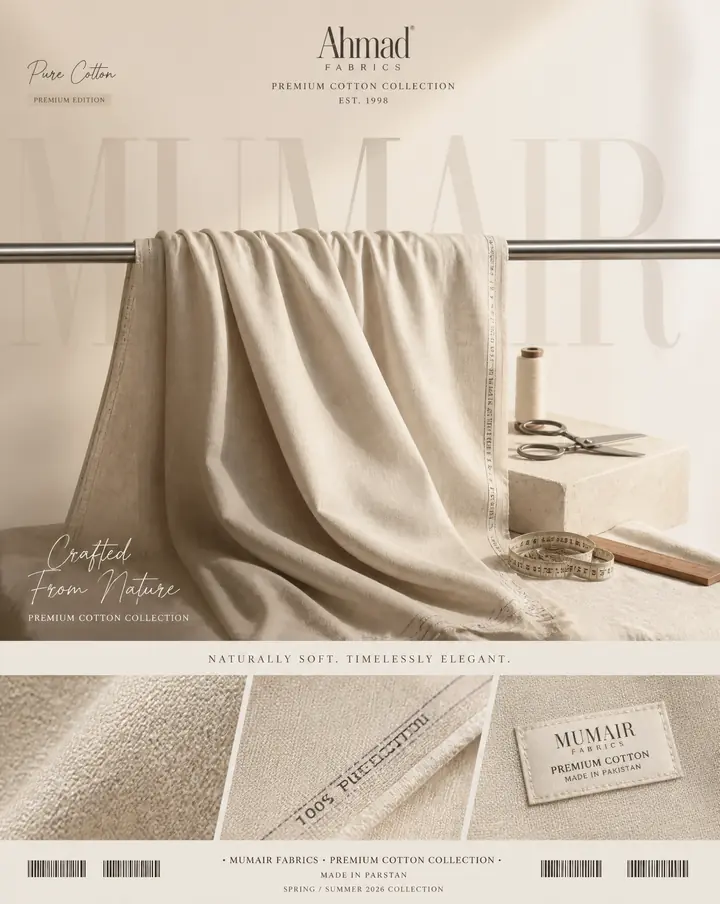 Ahmad
FABRICS
PREMIUM COTTON COLLECTION
EST. 1998
Pure Cotton
PREMIUM EDITION
MUMAIR
Crafted
From Nature
PREMIUM COTTON COLLECTION
NATURALLY SOFT. TIMELESSLY ELEGANT.
100%
MUMAIR
FABRICS
PREMIUM COTTON
MADE IN PAKISTAN
• MUMAIR FABRICS • PREMIUM COTTON COLLECTION •
MADE IN PARSTAN
SPRING / SUMMER 2026 COLLECTION